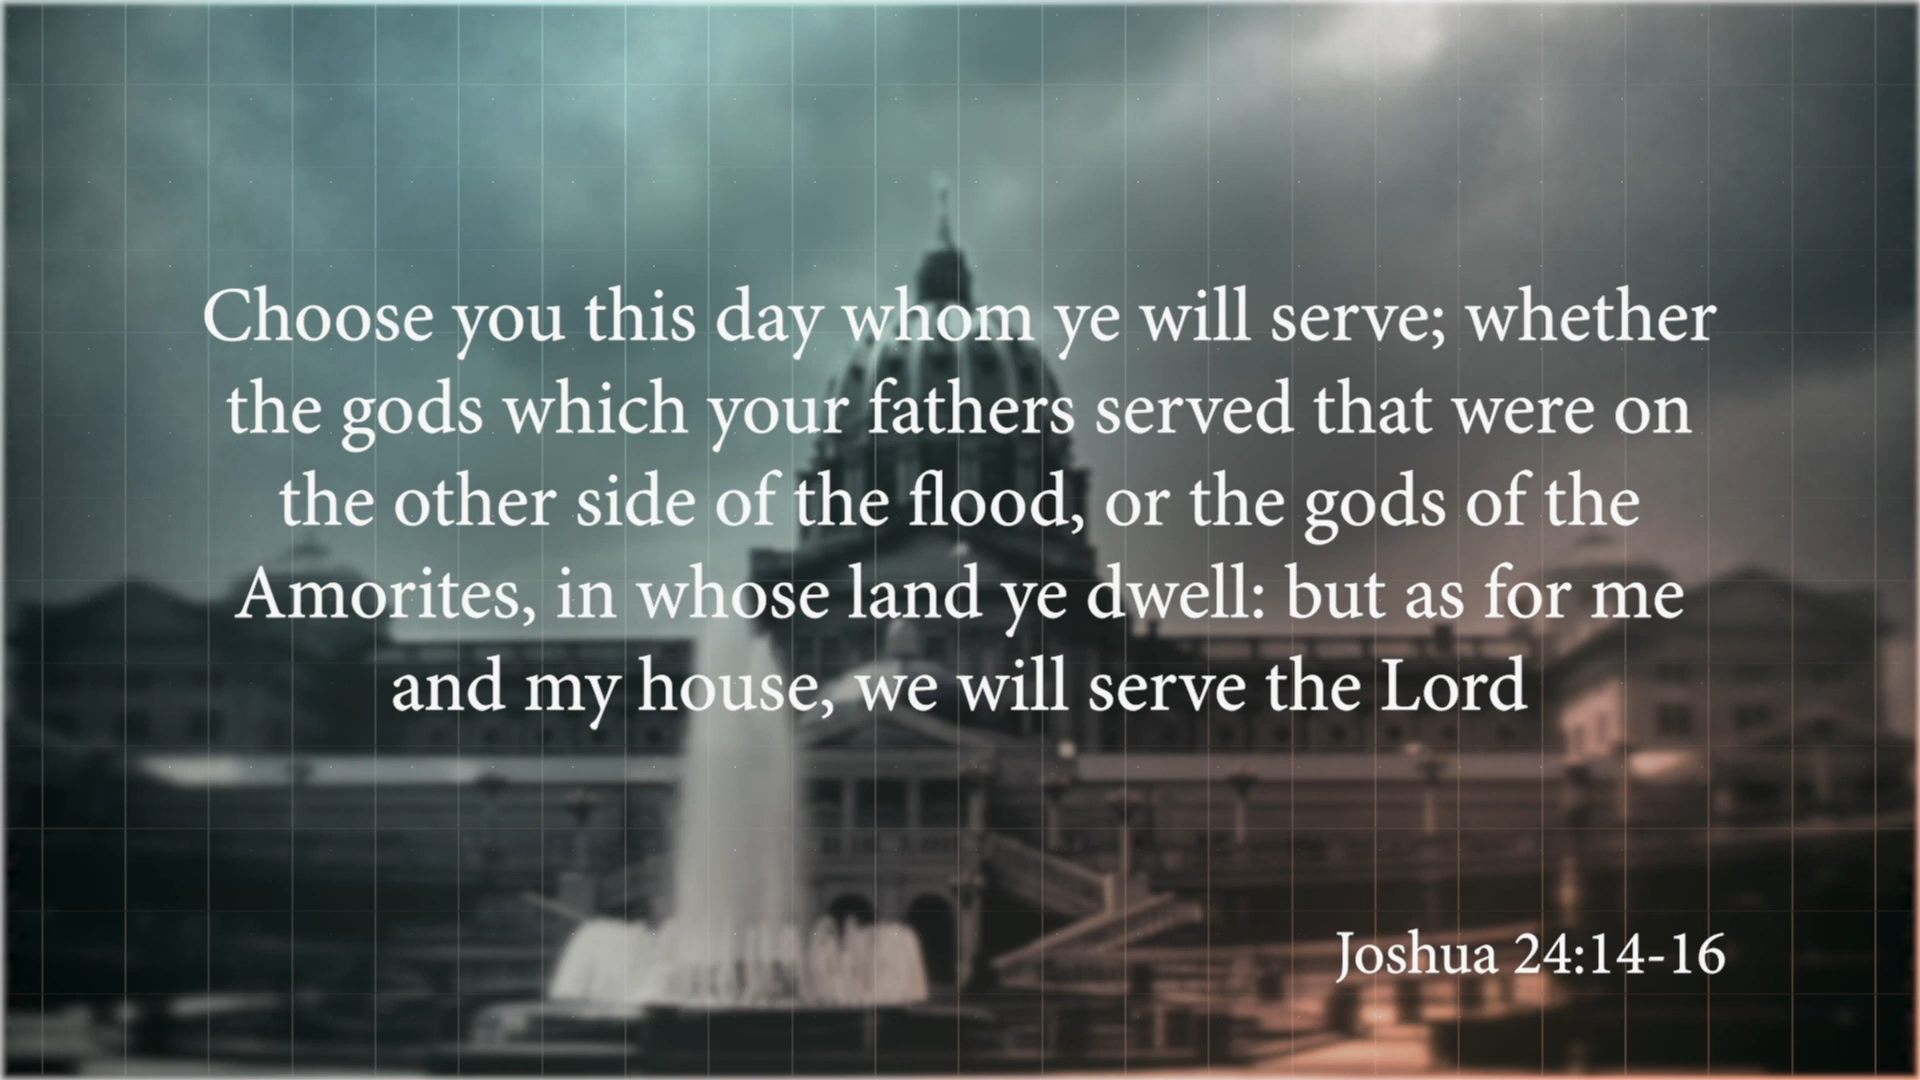 Choose you this day whom ye will serve; whether
the gods which your fathers served that were on
the other side of the flood, or the gods of the
Amorites, in whose land ye dwell: but as for me
and my house, we will serve the Lord
Joshua 24:14-16